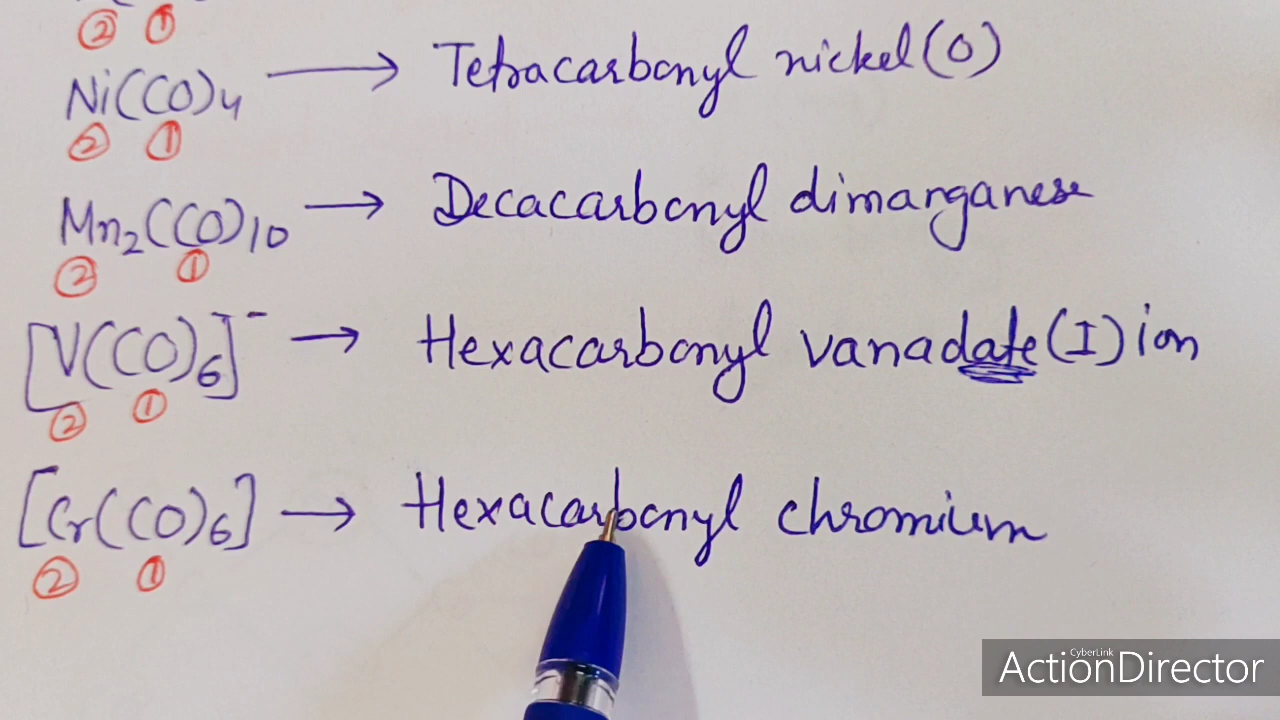 ② ①
Ni(CO)4 → Tetracarbonyl nickel(0)
② ①
Mn2(CO)10 → Decacarbonyl dimanganese
② ①
[V(CO)6]⁻ → Hexacarbonyl vanadate(I) ion
② ①
[Cr(CO)6] → Hexacarbonyl chromium
② ①
CyberLink
ActionDirector